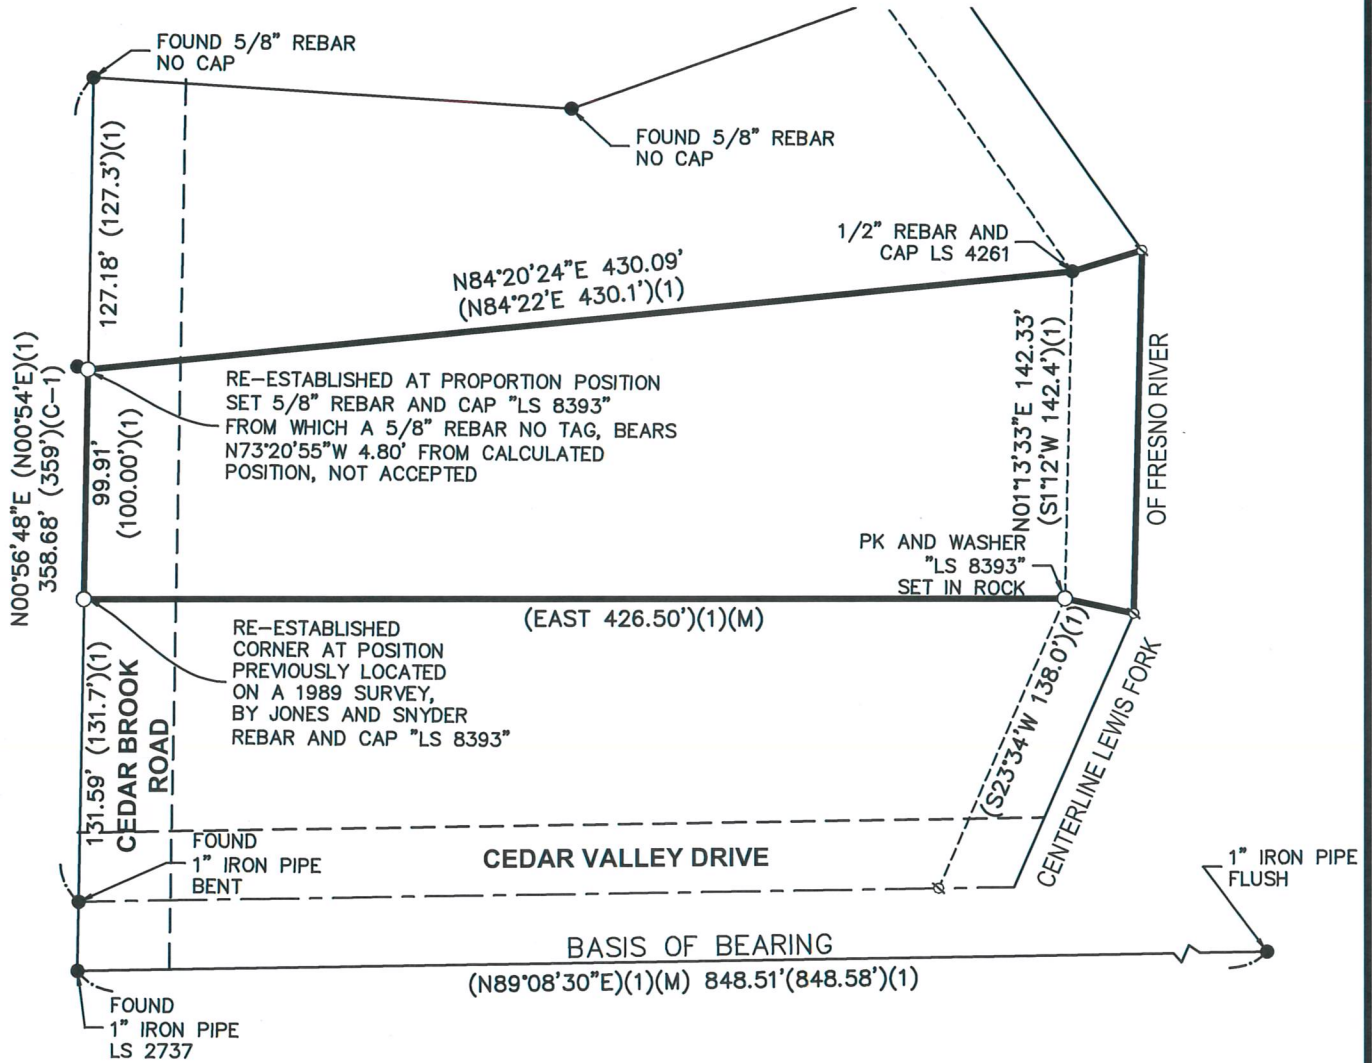 FOUND 5/8" REBAR
NO CAP
FOUND 5/8" REBAR
NO CAP
127.18' (127.3')(1)
1/2" REBAR AND
CAP LS 4261
N84°20'24"E 430.09'
(N84°22'E 430.1')(1)
N00°56'48"E (N00°54'E)(1)
358.68' (359')(C-1)
99.91'
(100.00')(1)
RE-ESTABLISHED AT PROPORTION POSITION
SET 5/8" REBAR AND CAP "LS 8393"
FROM WHICH A 5/8" REBAR NO TAG, BEARS
N73°20'55"W 4.80' FROM CALCULATED
POSITION, NOT ACCEPTED
N01°13'33"E 142.33'
(S1°12'W 142.4')(1)
OF FRESNO RIVER
PK AND WASHER
"LS 8393"
SET IN ROCK
(EAST 426.50')(1)(M)
RE-ESTABLISHED
CORNER AT POSITION
PREVIOUSLY LOCATED
ON A 1989 SURVEY,
BY JONES AND SNYDER
REBAR AND CAP "LS 8393"
131.59' (131.7')(1)
CEDAR BROOK
ROAD
(S23°34'W 138.0')(1)
CENTERLINE LEWIS FORK
FOUND
1" IRON PIPE
BENT
CEDAR VALLEY DRIVE
1" IRON PIPE
FLUSH
BASIS OF BEARING
(N89°08'30"E)(1)(M) 848.51'(848.58')(1)
FOUND
1" IRON PIPE
LS 2737